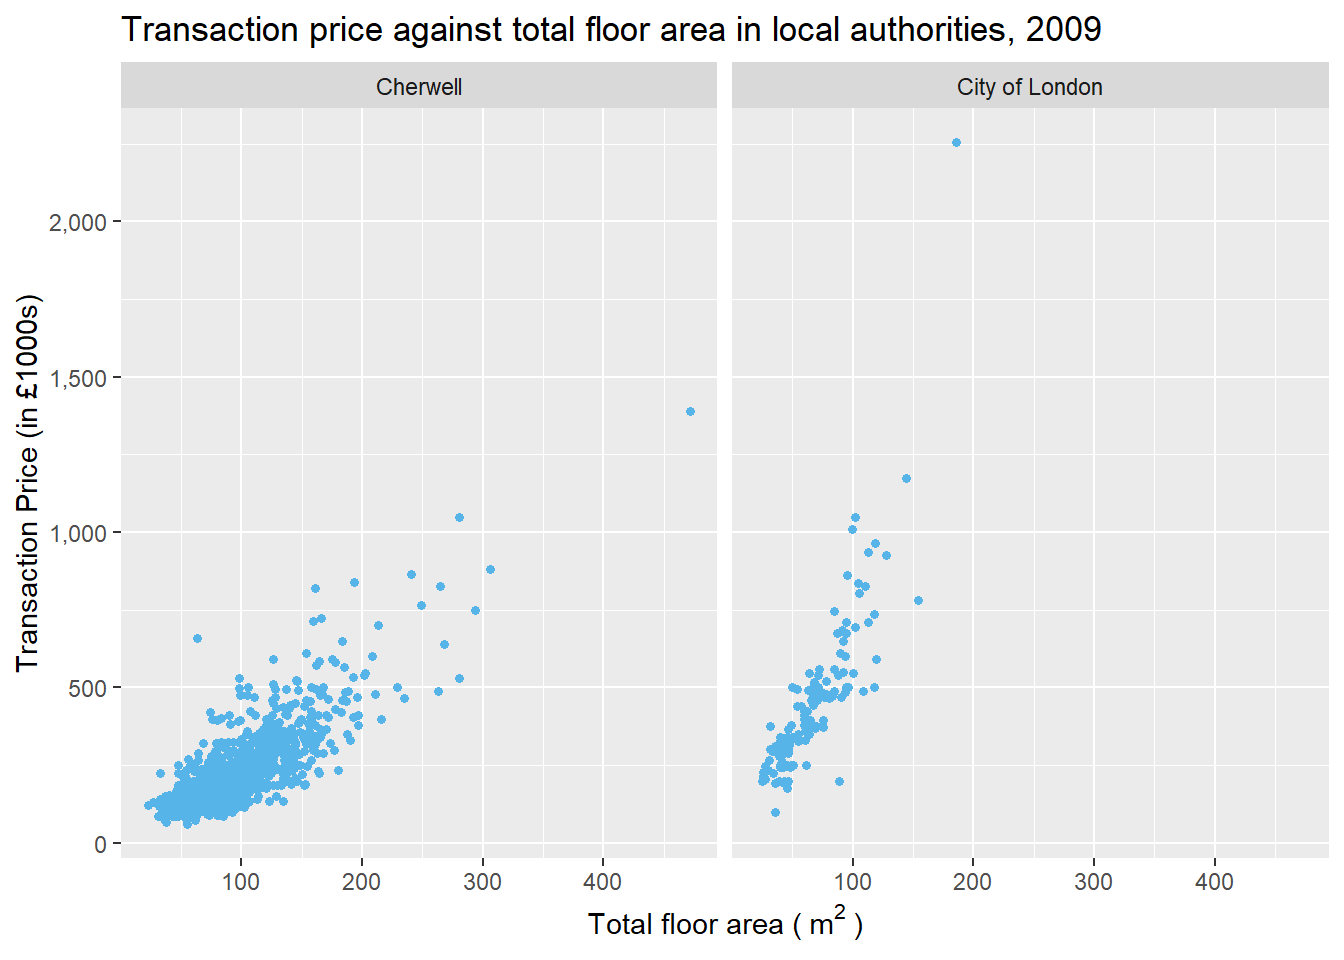 Transaction price against total floor area in local authorities, 2009
Cherwell
City of London
Transaction Price (in £1000s)
2,000
1,500
1,000
500
0
100 200 300 400
100 200 300 400
Total floor area ( m² )